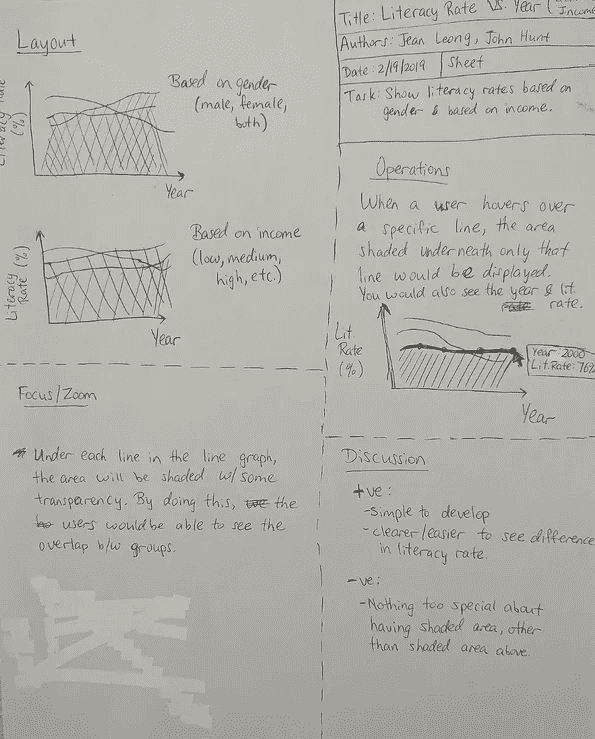 Layout
Literacy Rate
(%)
Based on gender
(male, female,
both)
Year
Based on income
(low, medium,
high, etc.)
Literacy
Rate (%)
Year
Focus/Zoom
* Under each line in the line graph,
the area will be shaded w/some
transparency. By doing this, the
users would be able to see the
overlap b/w groups.
Title: Literacy Rate Vs. Year (
Income
Authors: Jean Leong, John Hunt
Date: 2/19/2019 | Sheet
Task: Show literacy rates based on
gender & based on income.
Operations
When a user hovers over
a specific line, the area
shaded underneath only that
line would be displayed.
You would also see the year & lit.
rate.
Lit.
Rate
(%)
Year 2000
Lit.Rate: 76%
Year
Discussion
+ve:
-Simple to develop
-clearer/easier to see difference
in literacy rate.
-ve:
-Nothing too special about
having shaded area, other
than shaded area above.